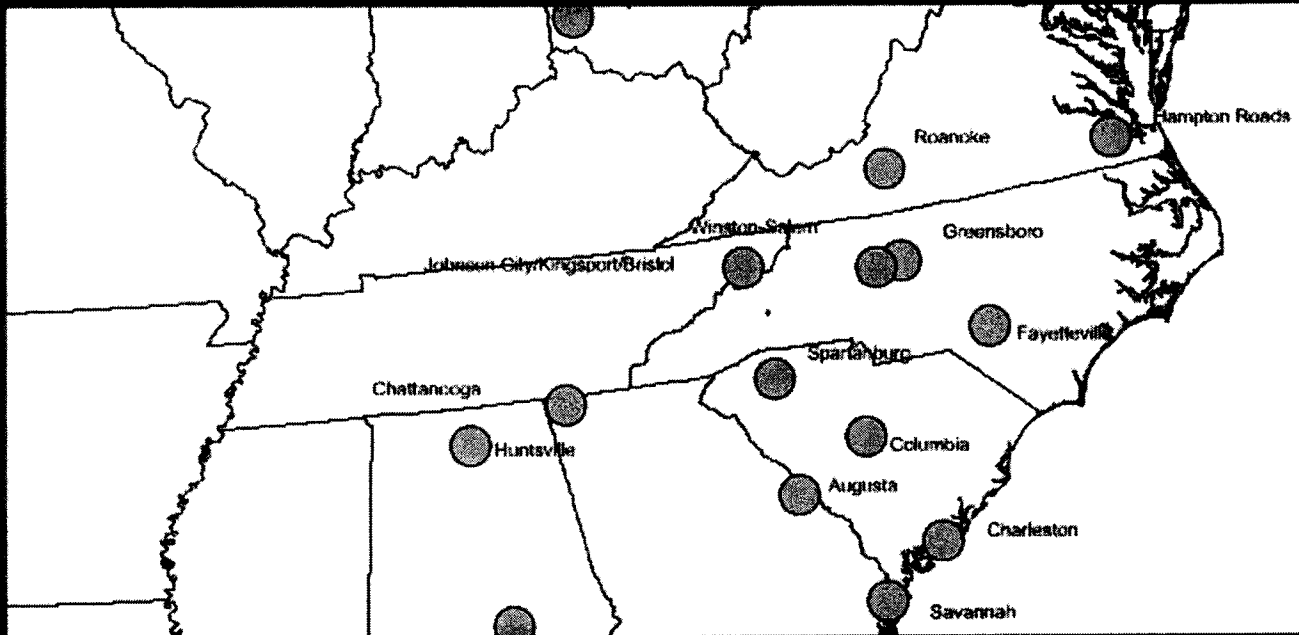 Hampton Roads
Roanoke
Winston-Salem
Greensboro
Johnson City/Kingsport/Bristol
Fayetteville
Spartanburg
Chattanooga
Columbia
Huntsville
Augusta
Charleston
Savannah